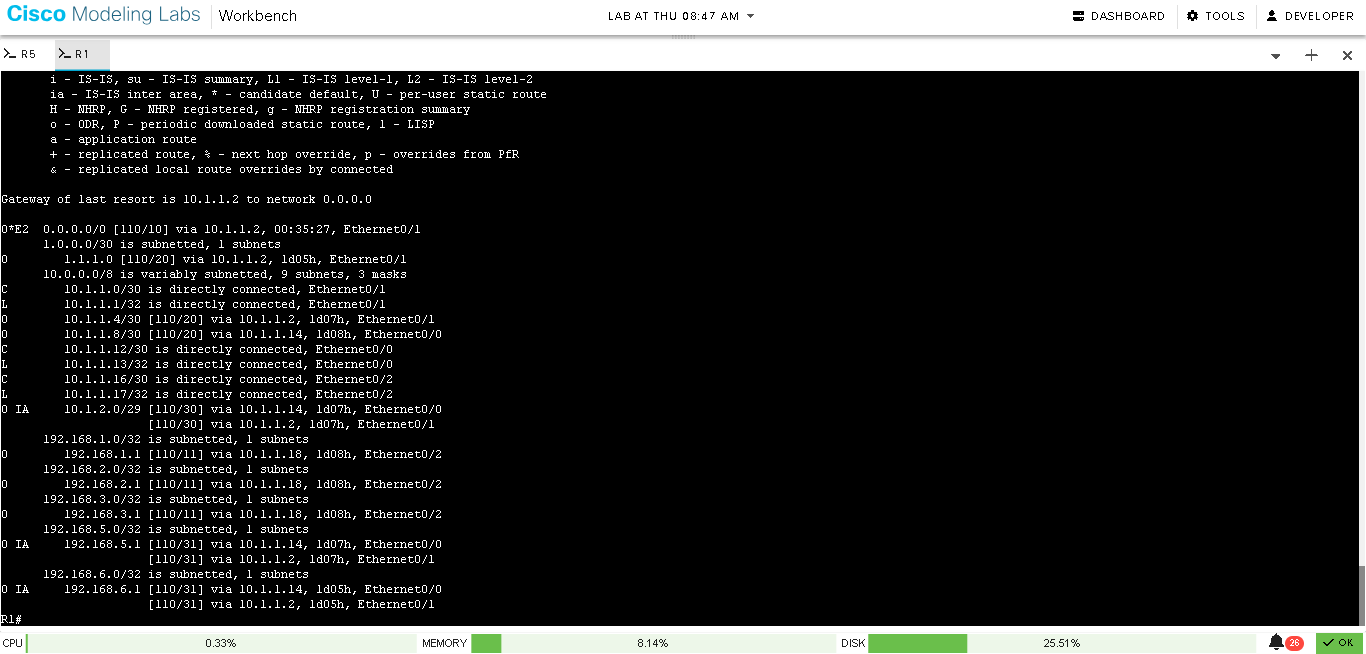 Cisco Modeling Labs Workbench LAB AT THU 08:47 AM DASHBOARD TOOLS DEVELOPER
R5 R1
i - IS-IS, su - IS-IS summary, L1 - IS-IS level-1, L2 - IS-IS level-2
ia - IS-IS inter area, * - candidate default, U - per-user static route
H - NHRP, G - NHRP registered, g - NHRP registration summary
o - ODR, P - periodic downloaded static route, l - LISP
a - application route
+ - replicated route, % - next hop override, p - overrides from PfR
& - replicated local route overrides by connected
Gateway of last resort is 10.1.1.2 to network 0.0.0.0
O*E2 0.0.0.0/0 [110/10] via 10.1.1.2, 00:35:27, Ethernet0/1
1.0.0.0/30 is subnetted, 1 subnets
O 1.1.1.0 [110/20] via 10.1.1.2, 1d05h, Ethernet0/1
10.0.0.0/8 is variably subnetted, 9 subnets, 3 masks
C 10.1.1.0/30 is directly connected, Ethernet0/1
L 10.1.1.1/32 is directly connected, Ethernet0/1
O 10.1.1.4/30 [110/20] via 10.1.1.2, 1d07h, Ethernet0/1
O 10.1.1.8/30 [110/20] via 10.1.1.14, 1d08h, Ethernet0/0
C 10.1.1.12/30 is directly connected, Ethernet0/0
L 10.1.1.13/32 is directly connected, Ethernet0/0
C 10.1.1.16/30 is directly connected, Ethernet0/2
L 10.1.1.17/32 is directly connected, Ethernet0/2
O IA 10.1.2.0/29 [110/30] via 10.1.1.14, 1d07h, Ethernet0/0
[110/30] via 10.1.1.2, 1d07h, Ethernet0/1
192.168.1.0/32 is subnetted, 1 subnets
O 192.168.1.1 [110/11] via 10.1.1.18, 1d08h, Ethernet0/2
192.168.2.0/32 is subnetted, 1 subnets
O 192.168.2.1 [110/11] via 10.1.1.18, 1d08h, Ethernet0/2
192.168.3.0/32 is subnetted, 1 subnets
O 192.168.3.1 [110/11] via 10.1.1.18, 1d08h, Ethernet0/2
192.168.5.0/32 is subnetted, 1 subnets
O IA 192.168.5.1 [110/31] via 10.1.1.14, 1d07h, Ethernet0/0
[110/31] via 10.1.1.2, 1d07h, Ethernet0/1
192.168.6.0/32 is subnetted, 1 subnets
O IA 192.168.6.1 [110/31] via 10.1.1.14, 1d05h, Ethernet0/0
[110/31] via 10.1.1.2, 1d05h, Ethernet0/1
R1#
CPU 0.33% MEMORY 8.14% DISK 25.51% 26 OK